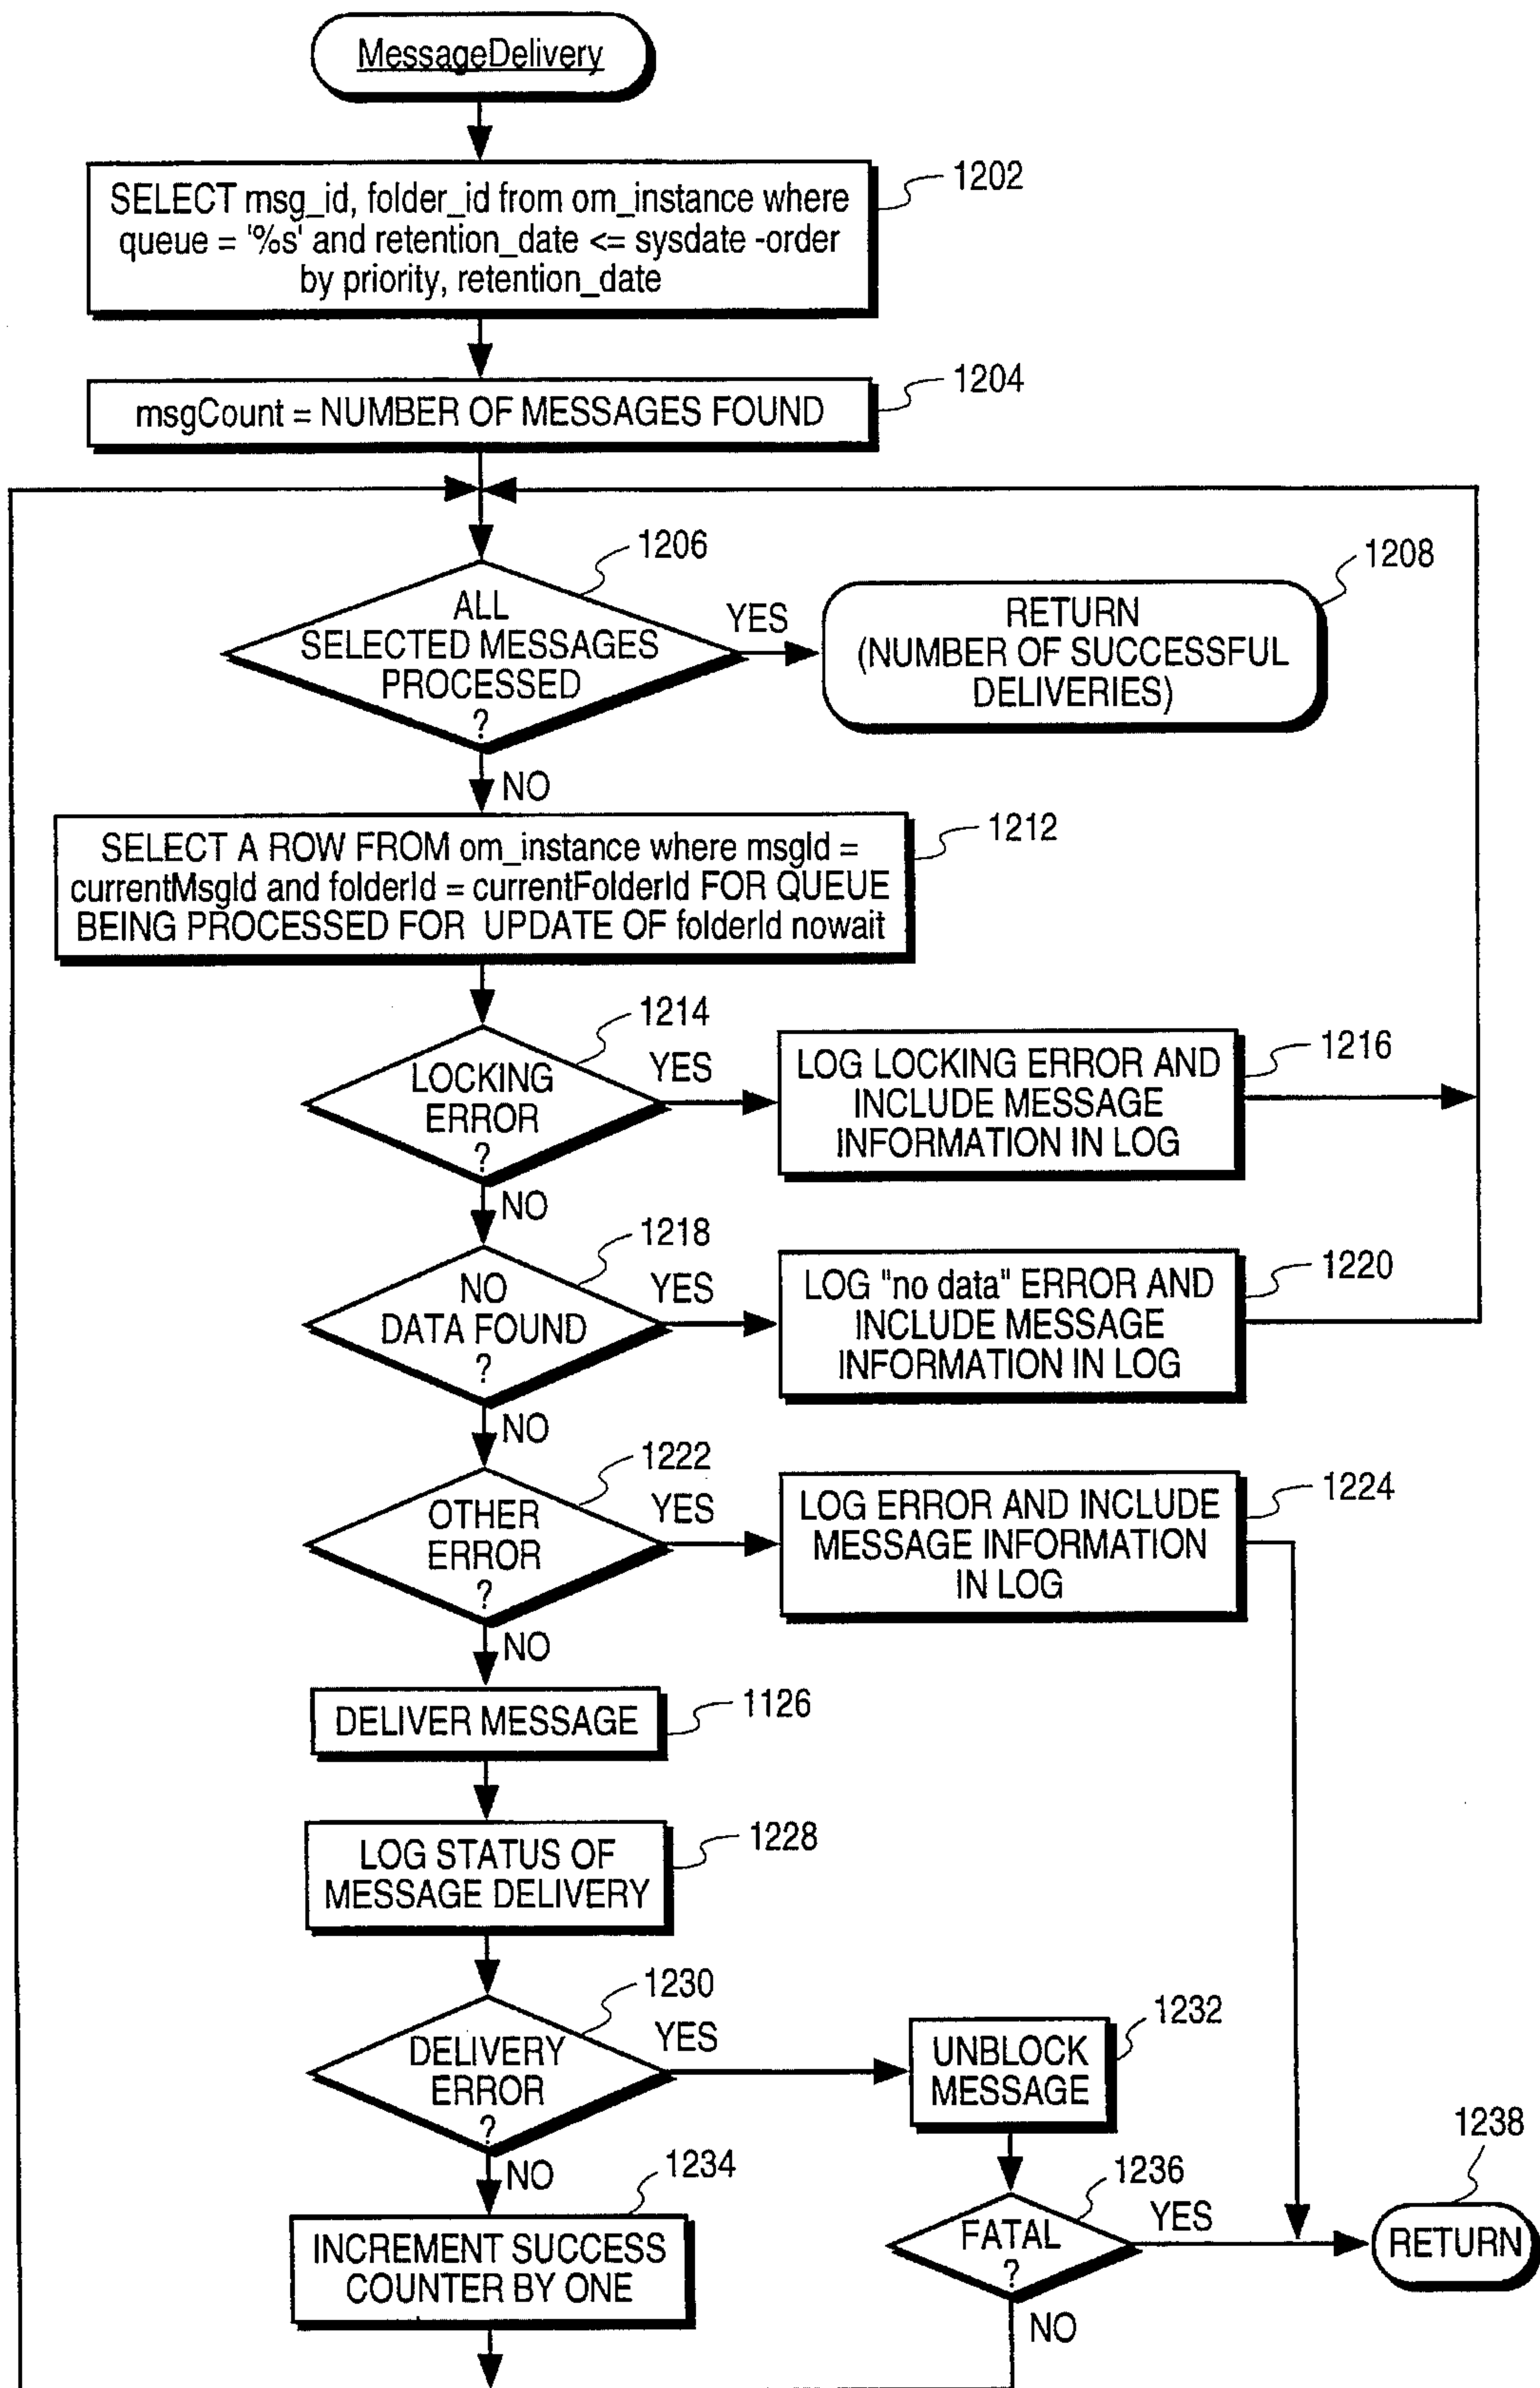 MessageDelivery
SELECT msg_id, folder_id from om_instance where
queue = '%s' and retention_date <= sysdate -order
by priority, retention_date
1202
msgCount = NUMBER OF MESSAGES FOUND
1204
1206
ALL
SELECTED MESSAGES
PROCESSED
?
YES
RETURN
(NUMBER OF SUCCESSFUL
DELIVERIES)
1208
NO
SELECT A ROW FROM om_instance where msgId =
currentMsgId and folderId = currentFolderId FOR QUEUE
BEING PROCESSED FOR UPDATE OF folderId nowait
1212
1214
LOCKING
ERROR
?
YES
LOG LOCKING ERROR AND
INCLUDE MESSAGE
INFORMATION IN LOG
1216
NO
1218
NO
DATA FOUND
?
YES
LOG "no data" ERROR AND
INCLUDE MESSAGE
INFORMATION IN LOG
1220
NO
1222
OTHER
ERROR
?
YES
LOG ERROR AND INCLUDE
MESSAGE INFORMATION
IN LOG
1224
NO
DELIVER MESSAGE
1126
LOG STATUS OF
MESSAGE DELIVERY
1228
1230
DELIVERY
ERROR
?
YES
UNBLOCK
MESSAGE
1232
NO
1234
INCREMENT SUCCESS
COUNTER BY ONE
1236
FATAL
?
YES
1238
RETURN
NO